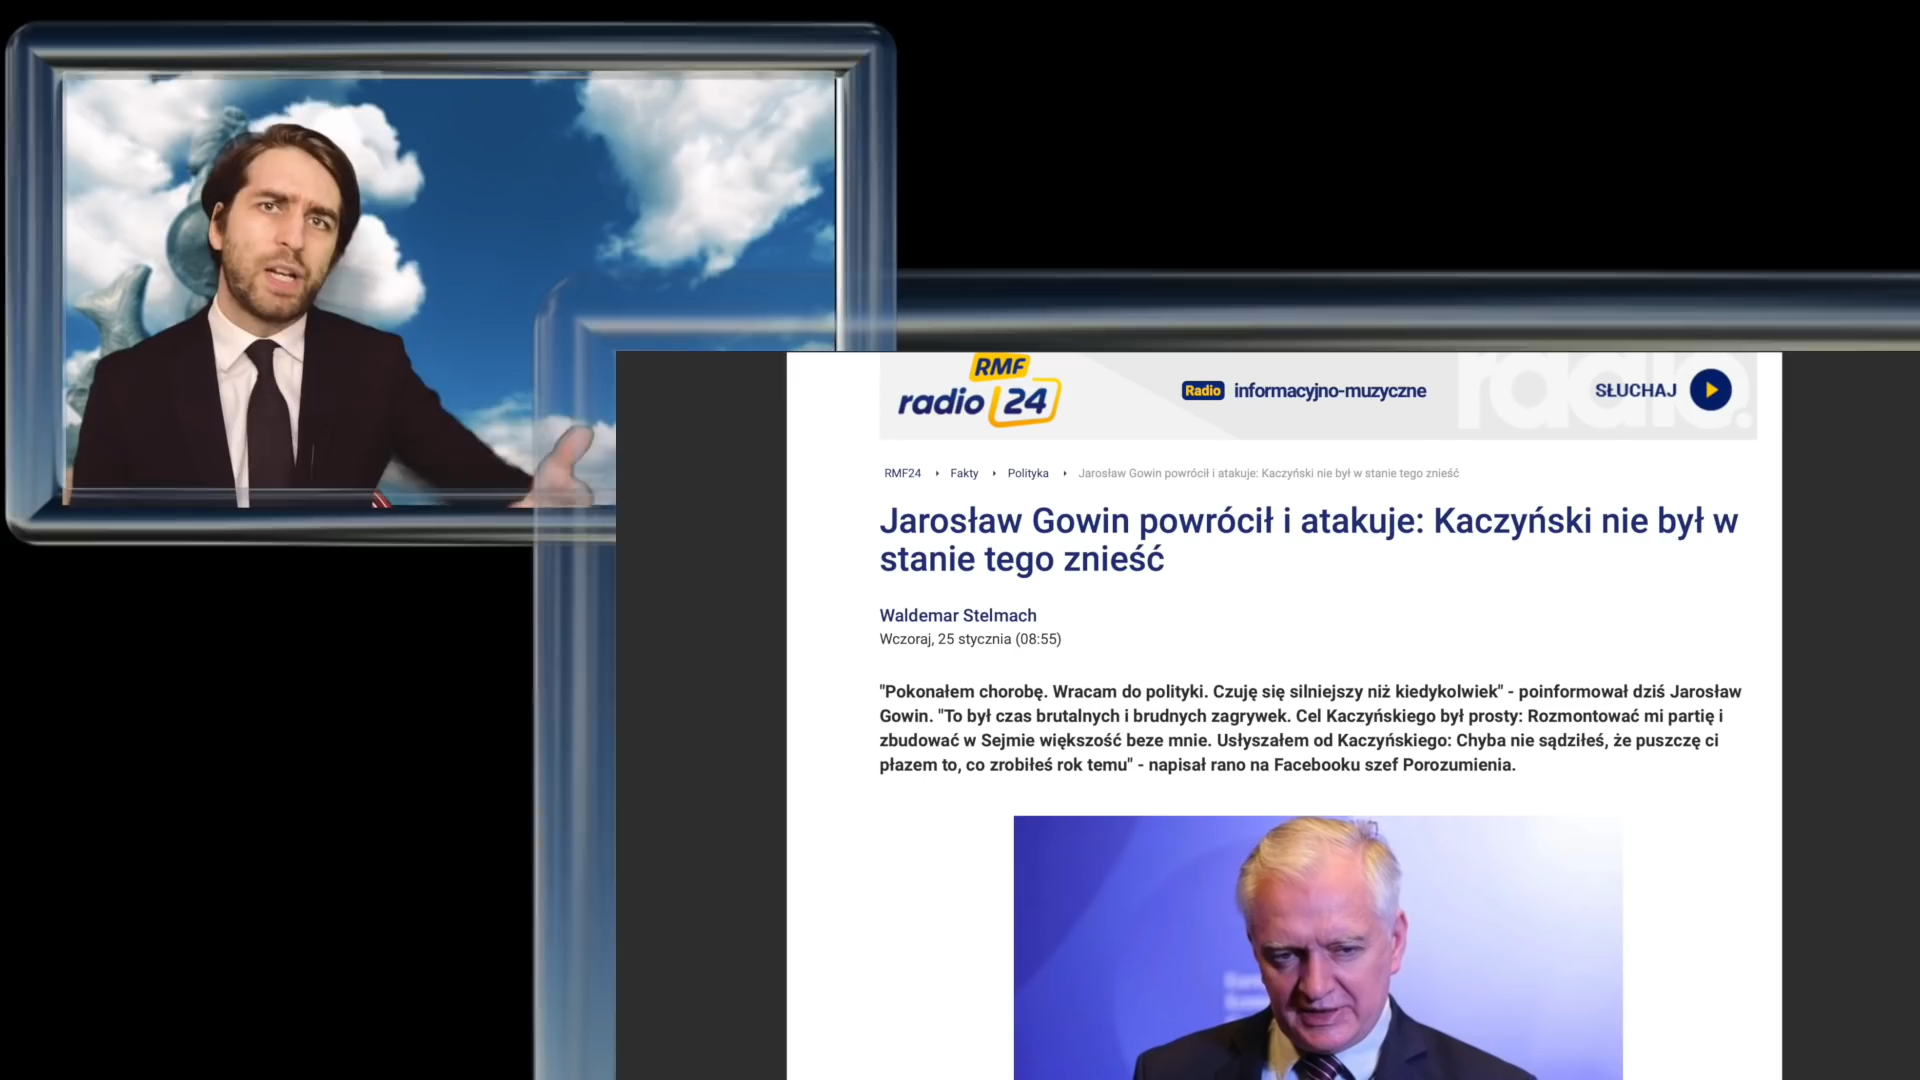 RMF
radio 24
Radio informacyjno-muzyczne
radio.
SŁUCHAJ
RMF24 Fakty Polityka Jarosław Gowin powrócił i atakuje: Kaczyński nie był w stanie tego znieść
Jarosław Gowin powrócił i atakuje: Kaczyński nie był w
stanie tego znieść
Waldemar Stelmach
Wczoraj, 25 stycznia (08:55)
"Pokonałem chorobę. Wracam do polityki. Czuję się silniejszy niż kiedykolwiek" - poinformował dziś Jarosław
Gowin. "To był czas brutalnych i brudnych zagrywek. Cel Kaczyńskiego był prosty: Rozmontować mi partię i
zbudować w Sejmie większość beze mnie. Usłyszałem od Kaczyńskiego: Chyba nie sądziłeś, że puszczę ci
płazem to, co zrobiłeś rok temu" - napisał rano na Facebooku szef Porozumienia.